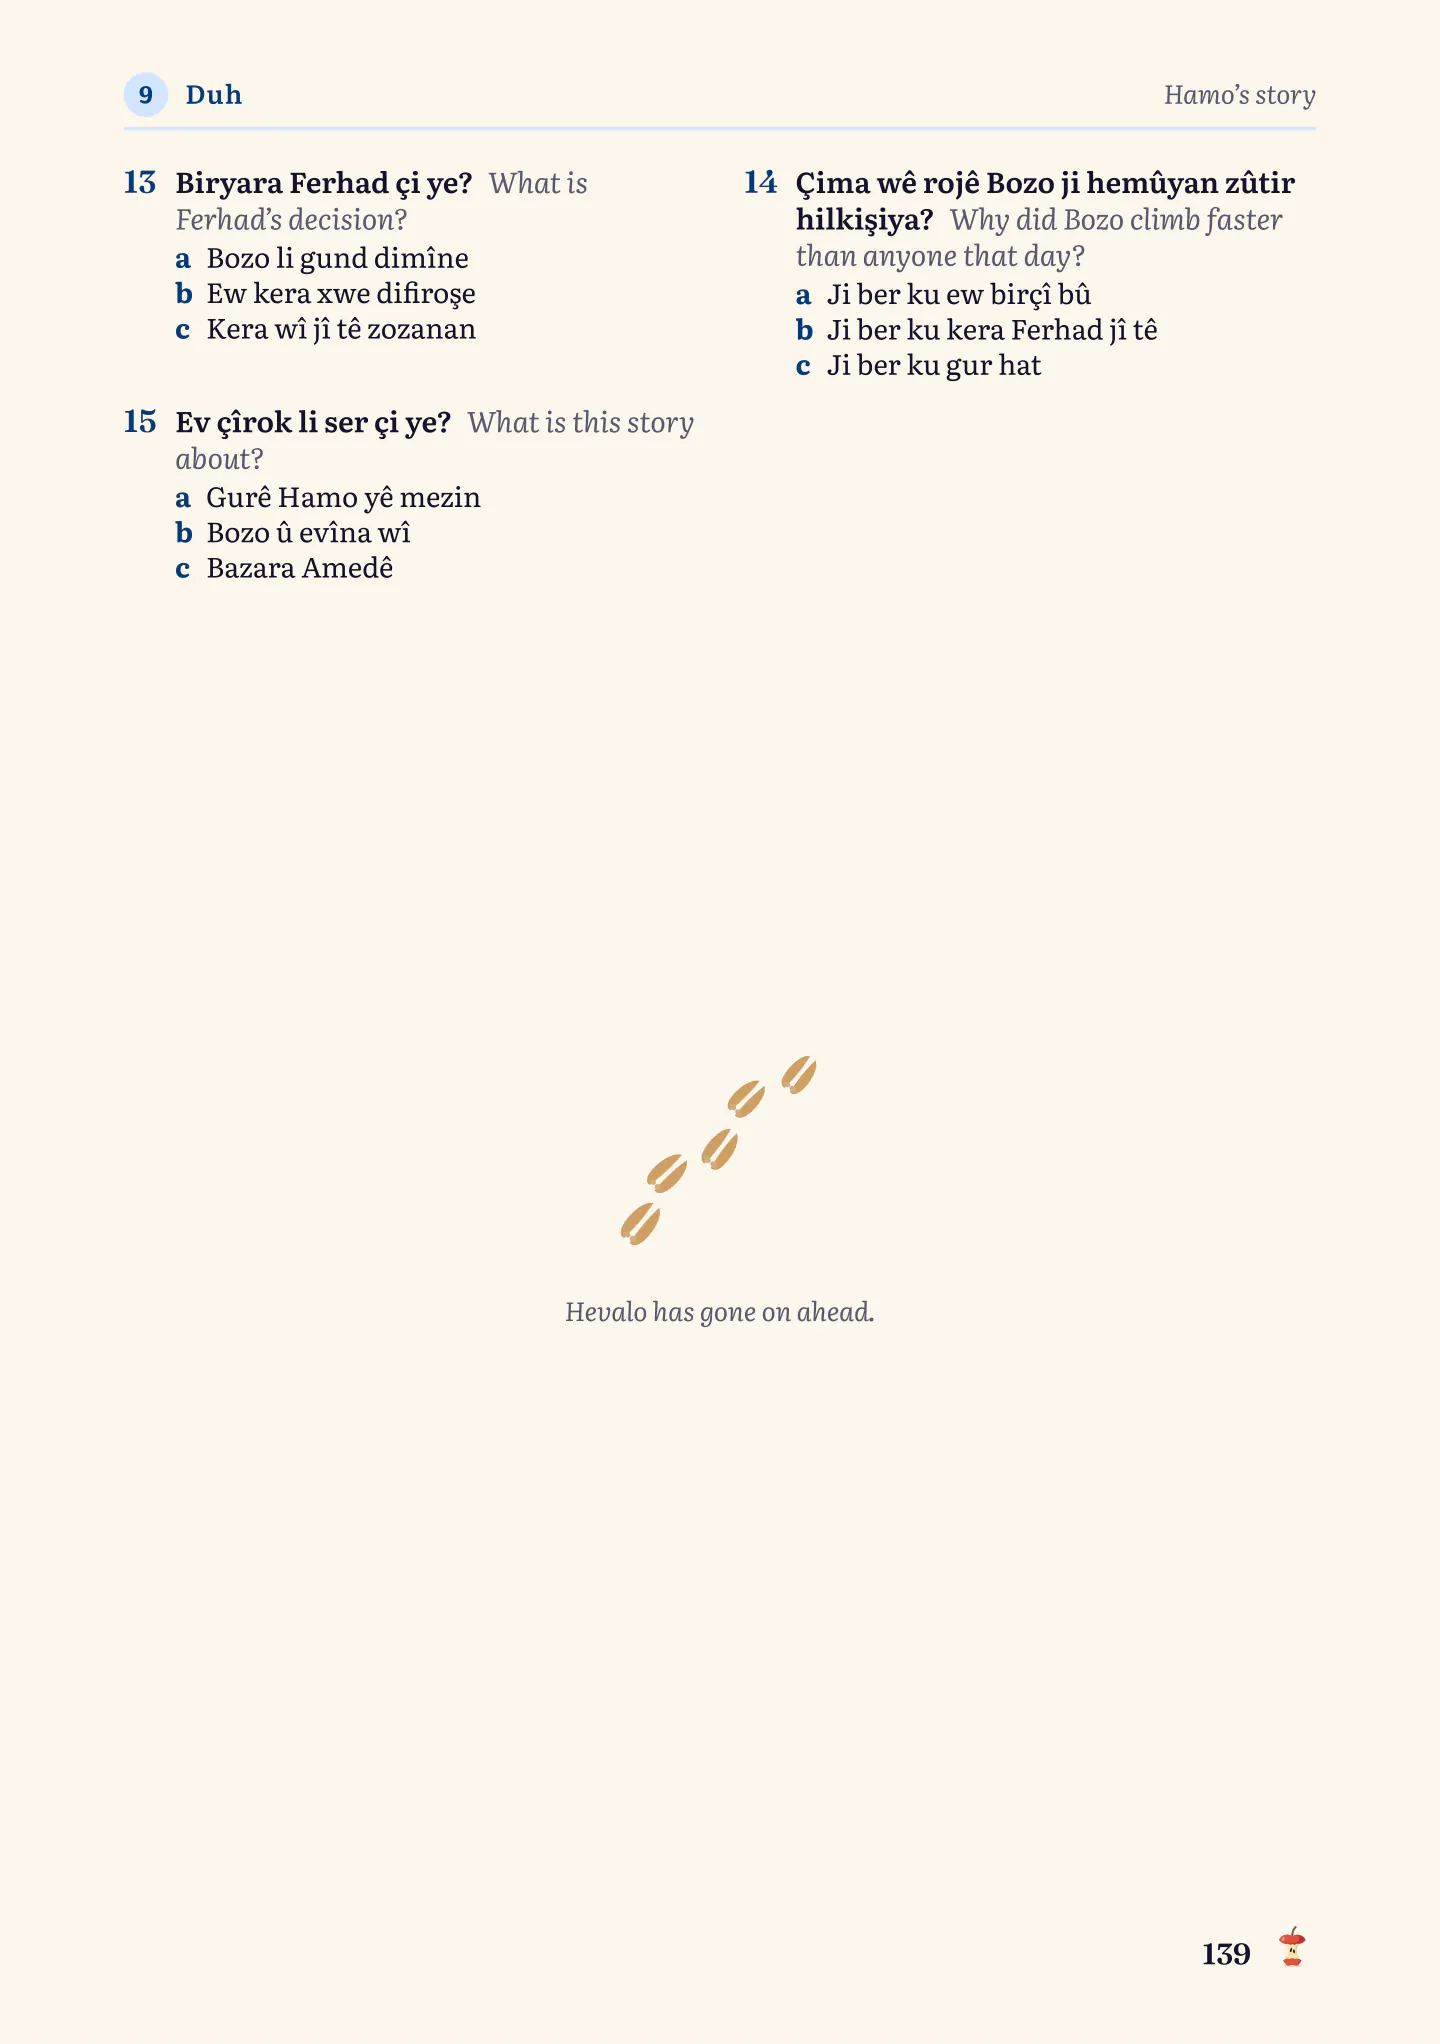 9 Duh
Hamo’s story
13 Biryara Ferhad çi ye? What is
Ferhad’s decision?
a Bozo li gund dimîne
b Ew kera xwe difiroşe
c Kera wî jî tê zozanan
14 Çima wê rojê Bozo ji hemûyan zûtir
hilkişiya? Why did Bozo climb faster
than anyone that day?
a Ji ber ku ew birçî bû
b Ji ber ku kera Ferhad jî tê
c Ji ber ku gur hat
15 Ev çîrok li ser çi ye? What is this story
about?
a Gurê Hamo yê mezin
b Bozo û evîna wî
c Bazara Amedê
Hevalo has gone on ahead.
139